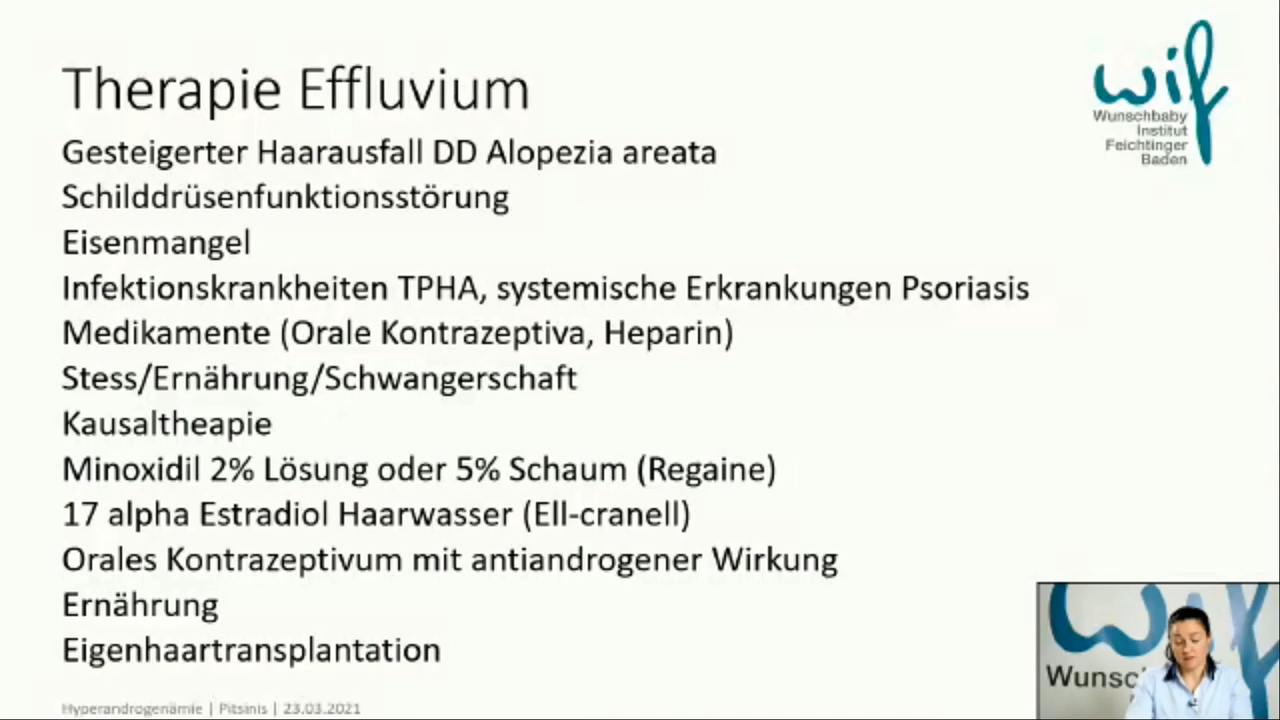 Therapie Effluvium
Gesteigerter Haarausfall DD Alopezia areata
Schilddrüsenfunktionsstörung
Eisenmangel
Infektionskrankheiten TPHA, systemische Erkrankungen Psoriasis
Medikamente (Orale Kontrazeptiva, Heparin)
Stess/Ernährung/Schwangerschaft
Kausaltheapie
Minoxidil 2% Lösung oder 5% Schaum (Regaine)
17 alpha Estradiol Haarwasser (Ell-cranell)
Orales Kontrazeptivum mit antiandrogener Wirkung
Ernährung
Eigenhaartransplantation
Hyperandrogenämie | Pitsinis | 23.03.2021
wif
Wunschbaby
Institut
Feichtinger
Baden
wif
Wunsc